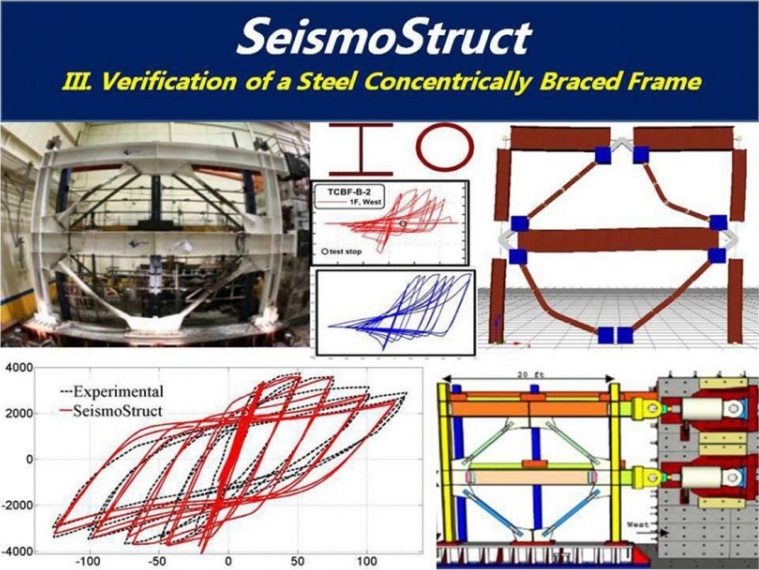 SeismoStruct
III. Verification of a Steel Concentrically Braced Frame
TCBF-B-2
1F, West
test stop
4000
2000
0
-2000
-4000
Experimental
SeismoStruct
-100
-50
0
50
100
20 ft
West